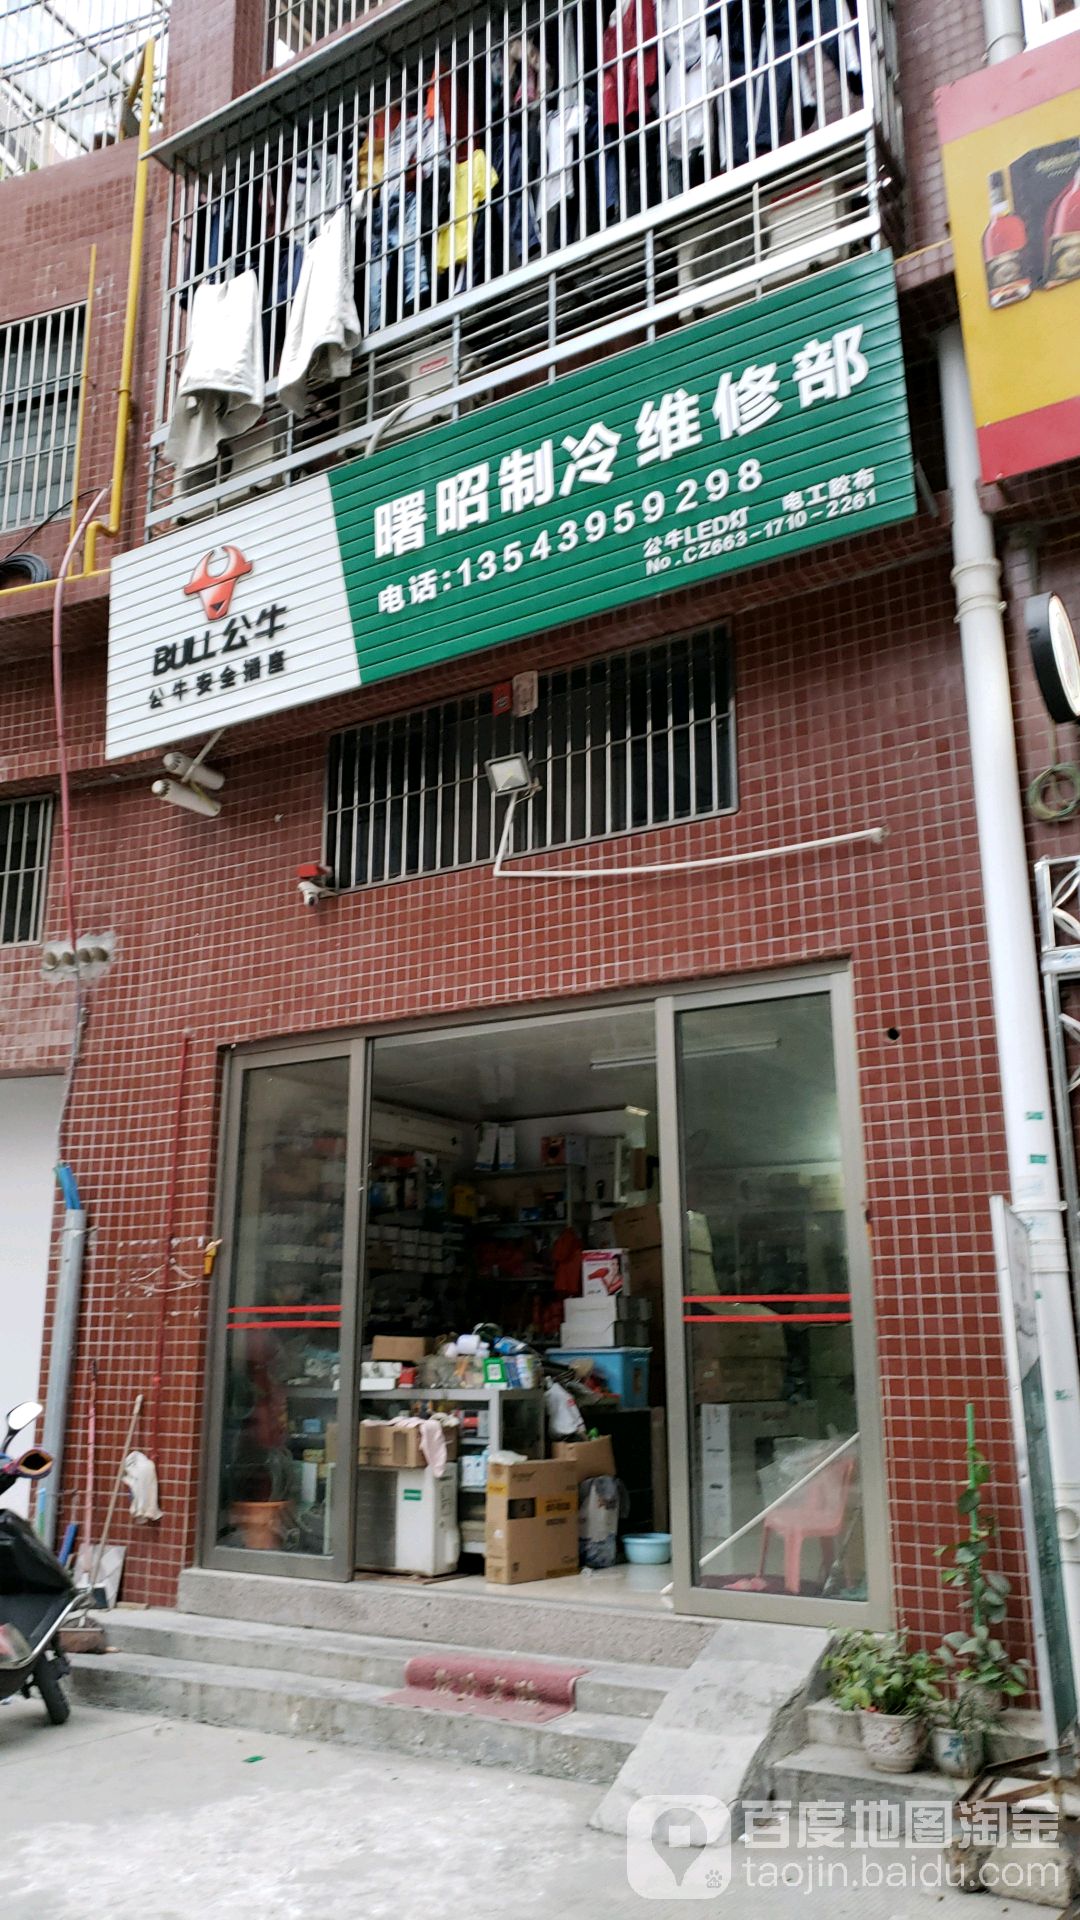 曙昭制冷维修部
电话:13543959298
公牛LED灯 电工胶布
No.CZ663-1710-2261
BULL公牛
公牛安全插座
百度地图淘金
taojin.baidu.com